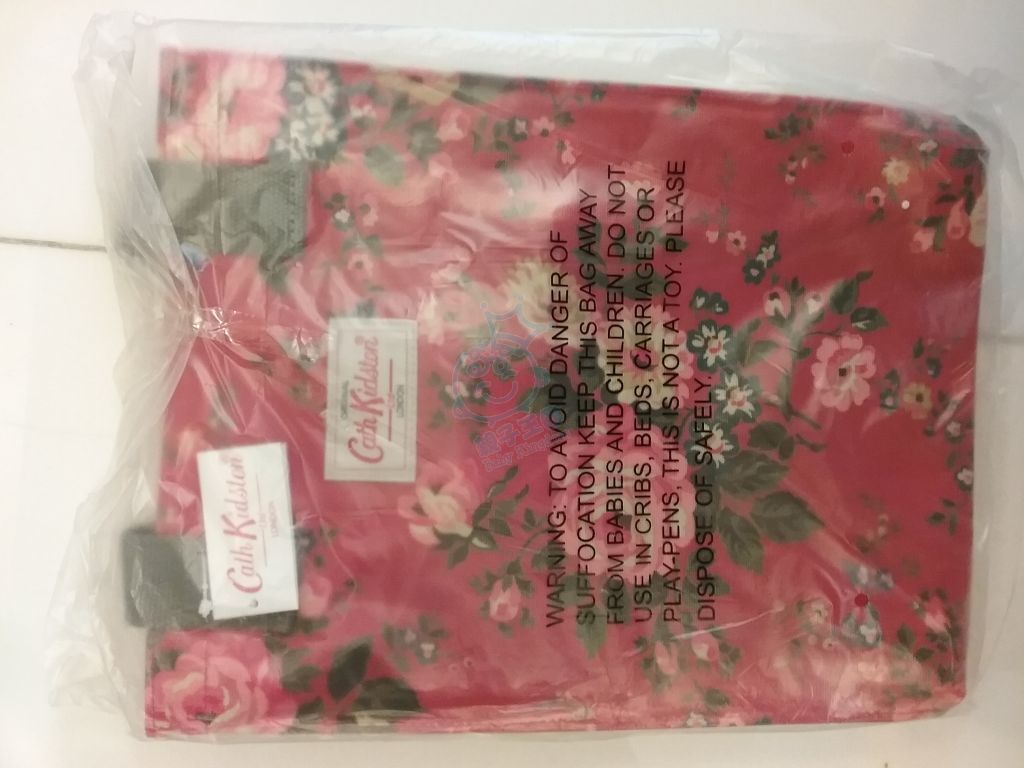 WARNING: TO AVOID DANGER OF
SUFFOCATION KEEP THIS BAG AWAY
FROM BABIES AND CHILDREN. DO NOT
USE IN CRIBS, BEDS, CARRIAGES OR
PLAY-PENS, THIS IS NOT A TOY. PLEASE
DISPOSE OF SAFELY.
Cath Kidston
LONDON
ORIGINAL
Cath Kidston®
LONDON